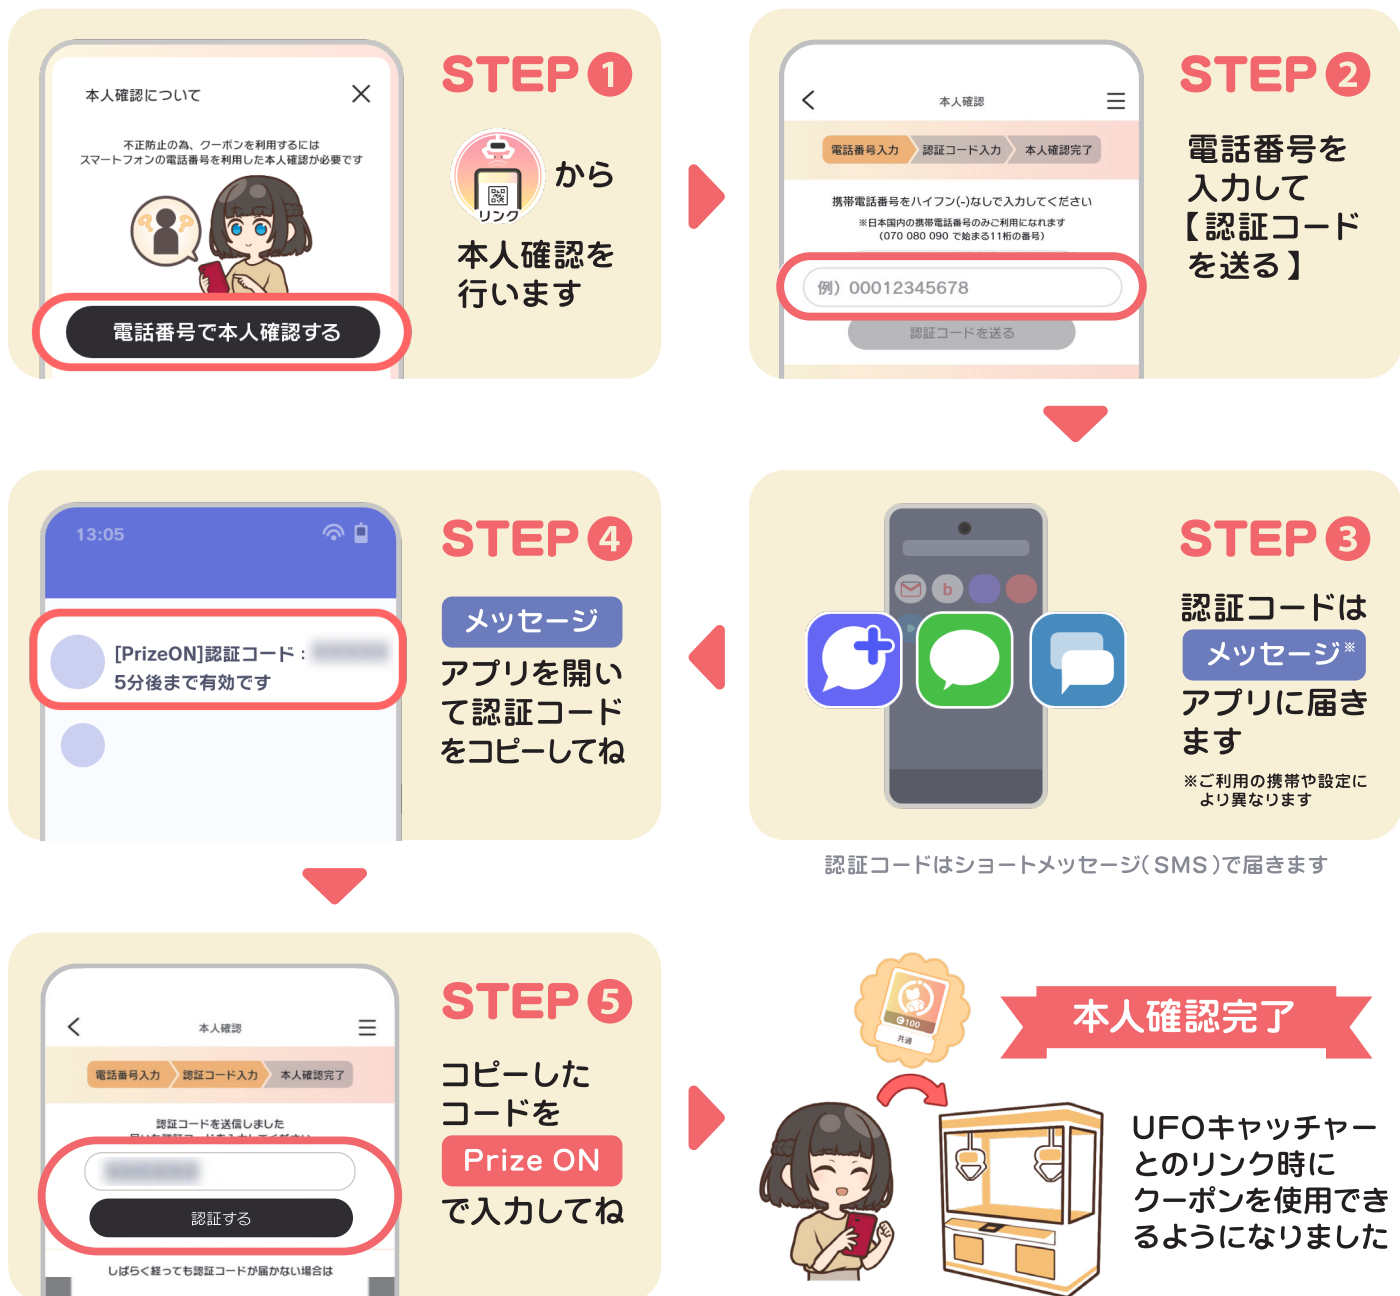 STEP 1
本人確認について
不正防止の為、クーポンを利用するには
スマートフォンの電話番号を利用した本人確認が必要です
電話番号で本人確認する
リンク
から
本人確認を
行います
STEP 2
本人確認
電話番号入力
認証コード入力
本人確認完了
携帯電話番号をハイフン(-)なしで入力してください
※日本国内の携帯電話番号のみご利用になれます
(070 080 090 で始まる11桁の番号)
例) 00012345678
認証コードを送る
電話番号を
入力して
【認証コード
を送る】
STEP 3
b
認証コードは
メッセージ※
アプリに届き
ます
※ご利用の携帯や設定に
より異なります
認証コードはショートメッセージ(SMS)で届きます
STEP 4
13:05
[PrizeON]認証コード:
5分後まで有効です
メッセージ
アプリを開い
て認証コード
をコピーしてね
STEP 5
本人確認
電話番号入力
認証コード入力
本人確認完了
認証コードを送信しました
認証する
しばらく経っても認証コードが届かない場合は
コピーした
コードを
Prize ON
で入力してね
C100
共通
本人確認完了
UFOキャッチャー
とのリンク時に
クーポンを使用でき
るようになりました